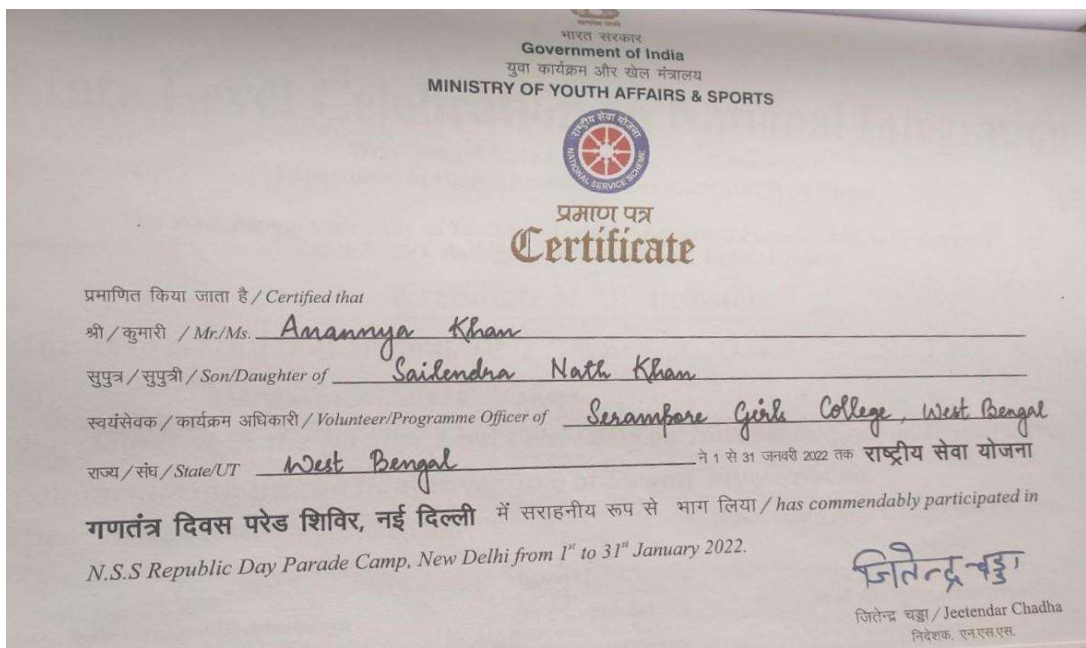 भारत सरकार
Government of India
युवा कार्यक्रम और खेल मंत्रालय
MINISTRY OF YOUTH AFFAIRS & SPORTS
राष्ट्रीय सेवा योजना
NATIONAL SERVICE SCHEME
प्रमाण पत्र
Certificate
प्रमाणित किया जाता है / Certified that
श्री / कुमारी / Mr./Ms. Anannya Khan
सुपुत्र / सुपुत्री / Son/Daughter of Sailendra Nath Khan
स्वयंसेवक / कार्यक्रम अधिकारी / Volunteer/Programme Officer of Serampore Girls College, West Bengal
राज्य / संघ / State/UT West Bengal ने 1 से 31 जनवरी 2022 तक राष्ट्रीय सेवा योजना
गणतंत्र दिवस परेड शिविर, नई दिल्ली में सराहनीय रूप से भाग लिया / has commendably participated in
N.S.S Republic Day Parade Camp, New Delhi from 1st to 31st January 2022.
जितेन्द्र चड्ढा
जितेन्द्र चड्ढा / Jeetendar Chadha
निदेशक, एन.एस.एस.